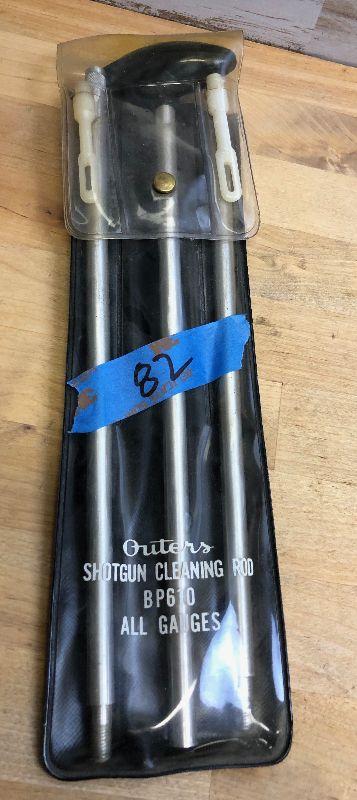 82
Outers
SHOTGUN CLEANING ROD
BP610
ALL GAUGES